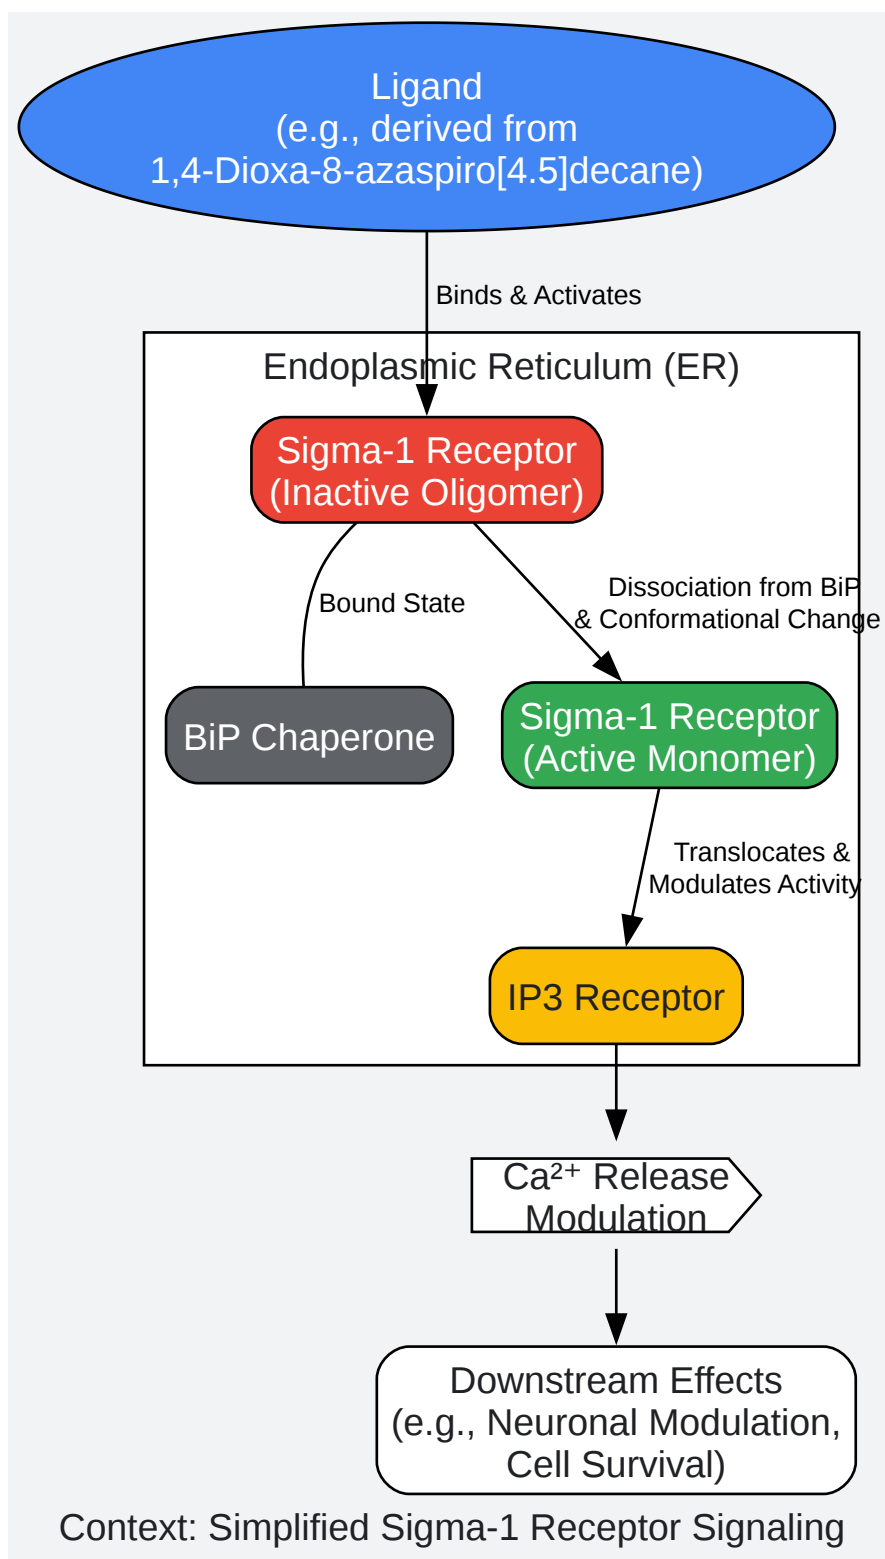 Ligand
(e.g., derived from
1,4-Dioxa-8-azaspiro[4.5]decane)
Binds & Activates
Endoplasmic Reticulum (ER)
Sigma-1 Receptor
(Inactive Oligomer)
Bound State
Dissociation from BiP
& Conformational Change
BiP Chaperone
Sigma-1 Receptor
(Active Monomer)
Translocates &
Modulates Activity
IP3 Receptor
Ca²⁺ Release
Modulation
Downstream Effects
(e.g., Neuronal Modulation,
Cell Survival)
Context: Simplified Sigma-1 Receptor Signaling